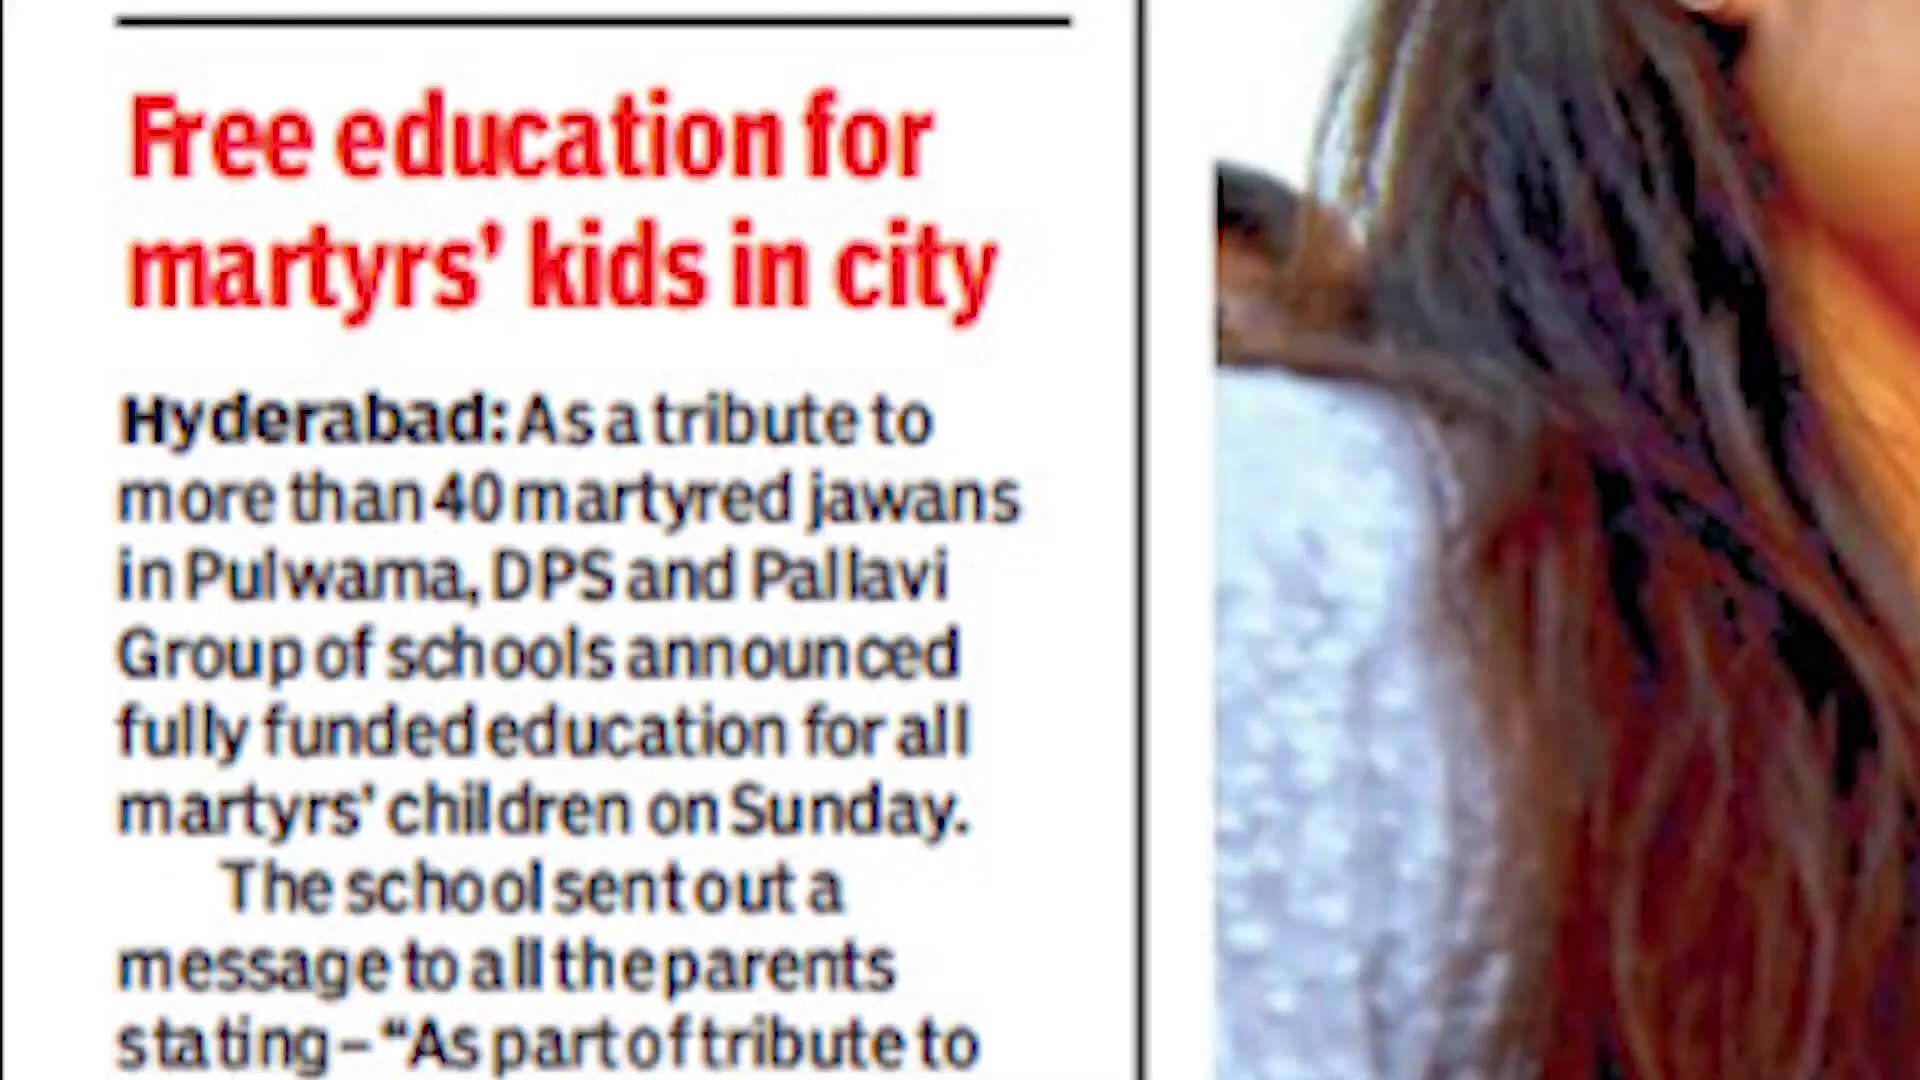 Free education for
martyrs’ kids in city
Hyderabad: As a tribute to
more than 40 martyred jawans
in Pulwama, DPS and Pallavi
Group of schools announced
fully funded education for all
martyrs’ children on Sunday.
The school sent out a
message to all the parents
stating – “As part of tribute to